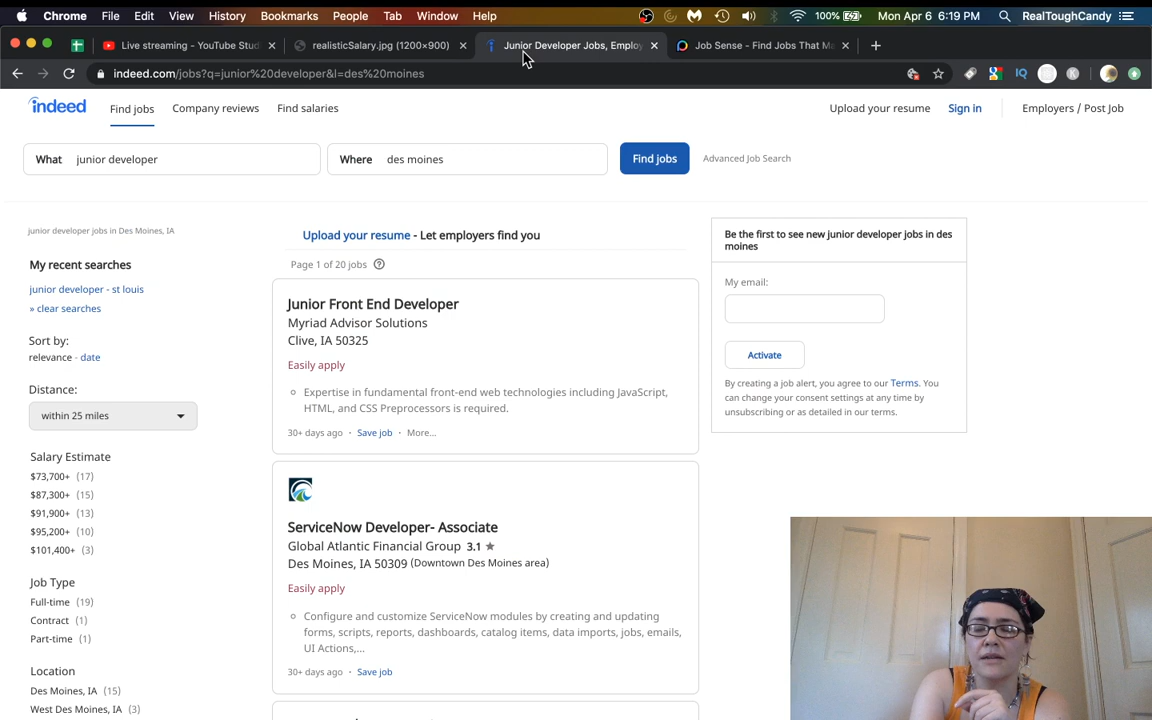 Chrome File Edit View History Bookmarks People Tab Window Help 100% Mon Apr 6 6:19 PM RealToughCandy
Live streaming - YouTube Stud
realisticSalary.jpg (1200×900)
Junior Developer Jobs, Employ
Job Sense - Find Jobs That Ma
indeed.com/jobs?q=junior%20developer&l=des%20moines
IQ K
indeed Find jobs Company reviews Find salaries Upload your resume Sign in Employers / Post Job
What junior developer Where des moines Find jobs Advanced Job Search
junior developer jobs in Des Moines, IA
My recent searches
junior developer - st louis
» clear searches
Sort by:
relevance - date
Distance:
within 25 miles
Salary Estimate
$73,700+ (17)
$87,300+ (15)
$91,900+ (13)
$95,200+ (10)
$101,400+ (3)
Job Type
Full-time (19)
Contract (1)
Part-time (1)
Location
Des Moines, IA (15)
West Des Moines, IA (3)
Upload your resume - Let employers find you
Page 1 of 20 jobs ?
Junior Front End Developer
Myriad Advisor Solutions
Clive, IA 50325
Easily apply
Expertise in fundamental front-end web technologies including JavaScript,
HTML, and CSS Preprocessors is required.
30+ days ago · Save job · More...
ServiceNow Developer- Associate
Global Atlantic Financial Group 3.1 ★
Des Moines, IA 50309 (Downtown Des Moines area)
Easily apply
Configure and customize ServiceNow modules by creating and updating
forms, scripts, reports, dashboards, catalog items, data imports, jobs, emails,
UI Actions,...
30+ days ago · Save job
Be the first to see new junior developer jobs in des
moines
My email:
Activate
By creating a job alert, you agree to our Terms. You
can change your consent settings at any time by
unsubscribing or as detailed in our terms.